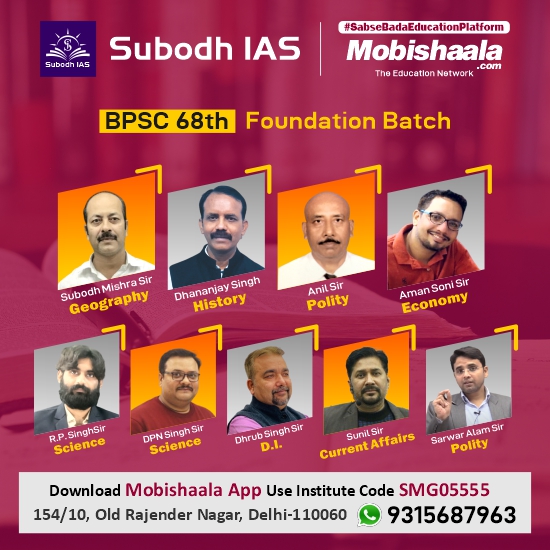 Subodh IAS
Subodh IAS
#SabseBadaEducationPlatform
Mobishaala
.com
The Education Network
BPSC 68th Foundation Batch
Subodh Mishra Sir
Geography
Dhananjay Singh
History
Anil Sir
Polity
Aman Soni Sir
Economy
R.P. SinghSir
Science
DPN Singh Sir
Science
Dhrub Singh Sir
D.I.
Sunil Sir
Current Affairs
Sarwar Alam Sir
Polity
Download Mobishaala App Use Institute Code SMG05555
154/10, Old Rajender Nagar, Delhi-110060 9315687963